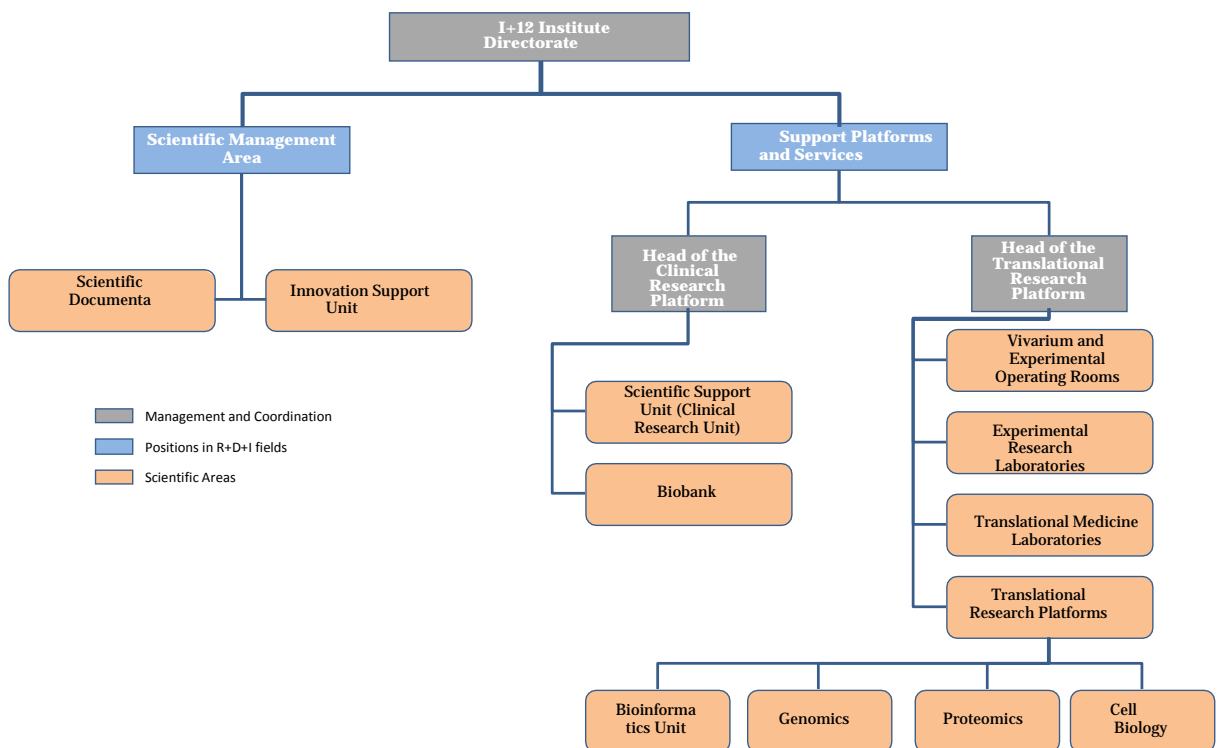 I+12 Institute
Directorate
Scientific Management
Area
Support Platforms
and Services
Head of the
Clinical
Research
Platform
Head of the
Translational
Research
Platform
Scientific
Documenta
Innovation Support
Unit
Vivarium and
Experimental
Operating Rooms
Scientific Support
Unit (Clinical
Research Unit)
Management and Coordination
Positions in R+D+I fields
Scientific Areas
Experimental
Research
Laboratories
Biobank
Translational Medicine
Laboratories
Translational
Research Platforms
Bioinforma
tics Unit
Genomics
Proteomics
Cell
Biology